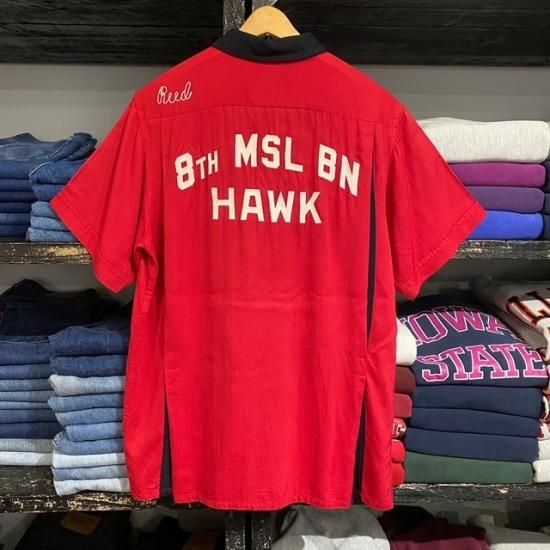 Reed
8TH MSL BN
HAWK
IOWA
STATE